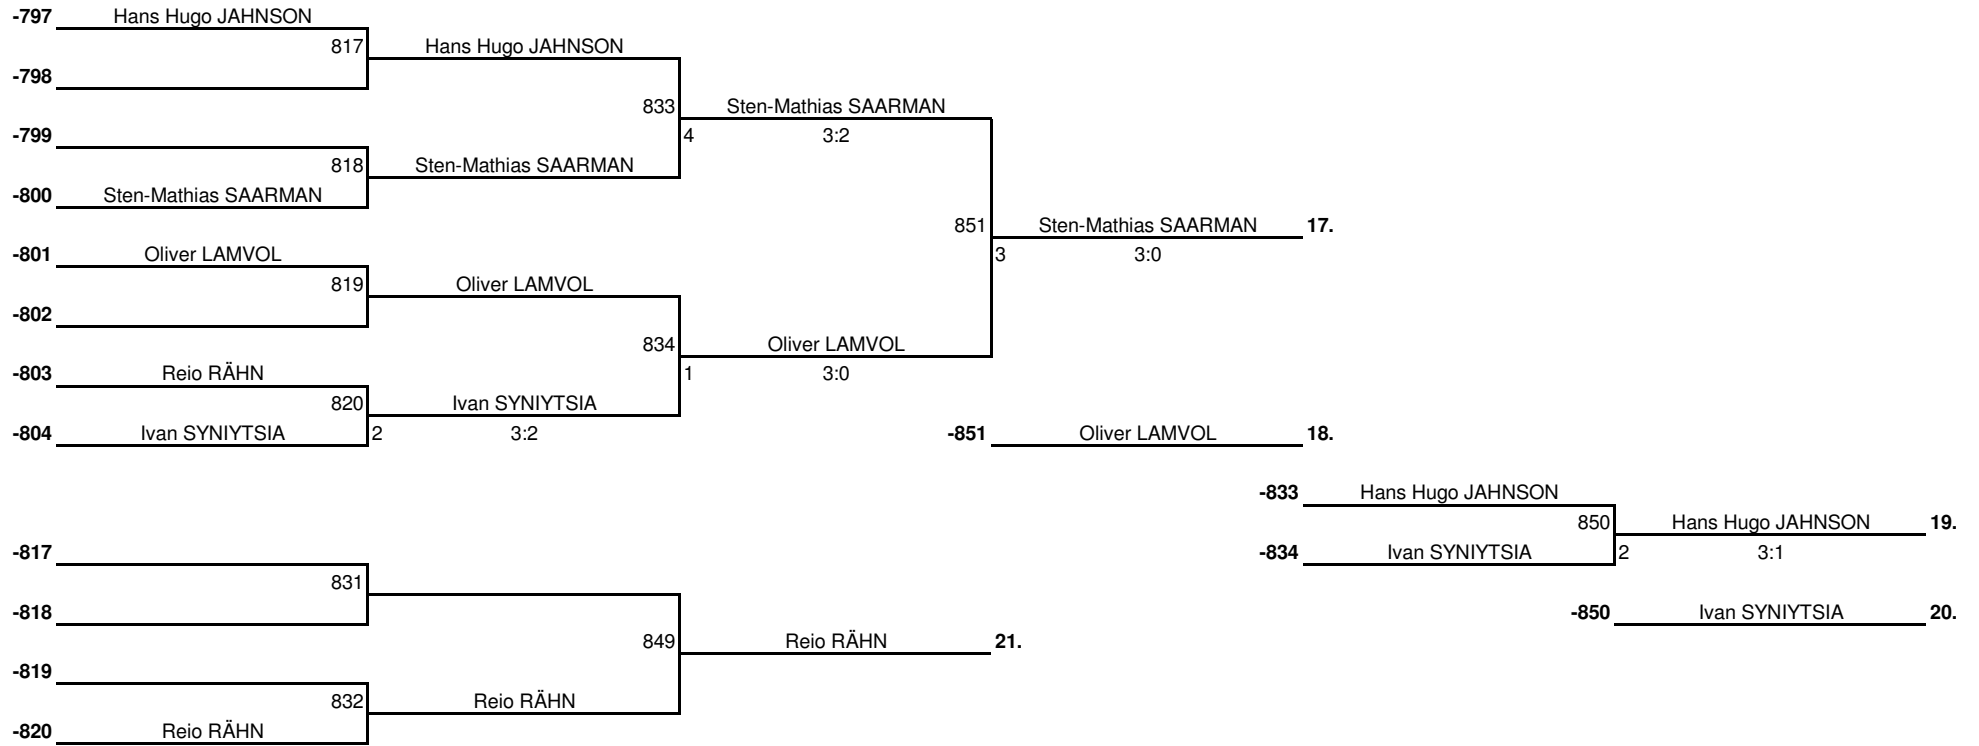 -797 Hans Hugo JAHNSON
817 Hans Hugo JAHNSON
-798
833 Sten-Mathias SAARMAN
-799 4 3:2
818 Sten-Mathias SAARMAN
-800 Sten-Mathias SAARMAN
851 Sten-Mathias SAARMAN 17.
-801 Oliver LAMVOL 3 3:0
819 Oliver LAMVOL
-802
834 Oliver LAMVOL
-803 Reio RÄHN 1 3:0
820 Ivan SYNIYTSIA
-804 Ivan SYNIYTSIA 2 3:2 -851 Oliver LAMVOL 18.
-833 Hans Hugo JAHNSON
850 Hans Hugo JAHNSON 19.
-817 -834 Ivan SYNIYTSIA 2 3:1
831
-818 -850 Ivan SYNIYTSIA 20.
849 Reio RÄHN 21.
-819
832 Reio RÄHN
-820 Reio RÄHN